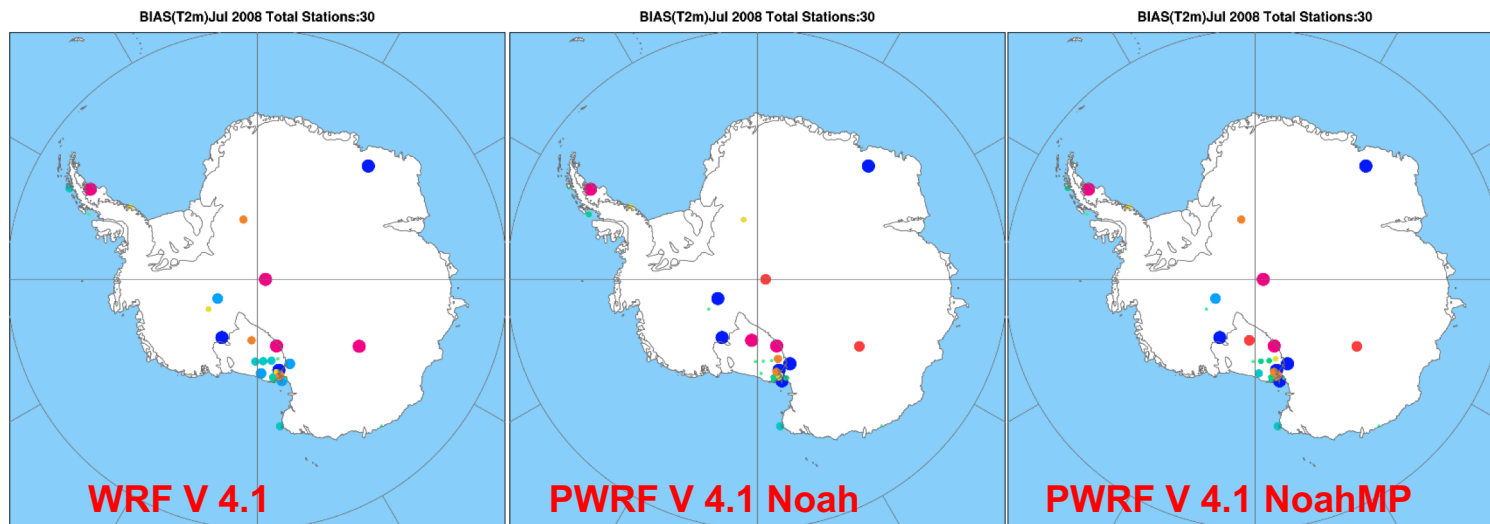 BIAS(T2m)Jul 2008 Total Stations:30
BIAS(T2m)Jul 2008 Total Stations:30
BIAS(T2m)Jul 2008 Total Stations:30
WRF V 4.1
PWRF V 4.1 Noah
PWRF V 4.1 NoahMP